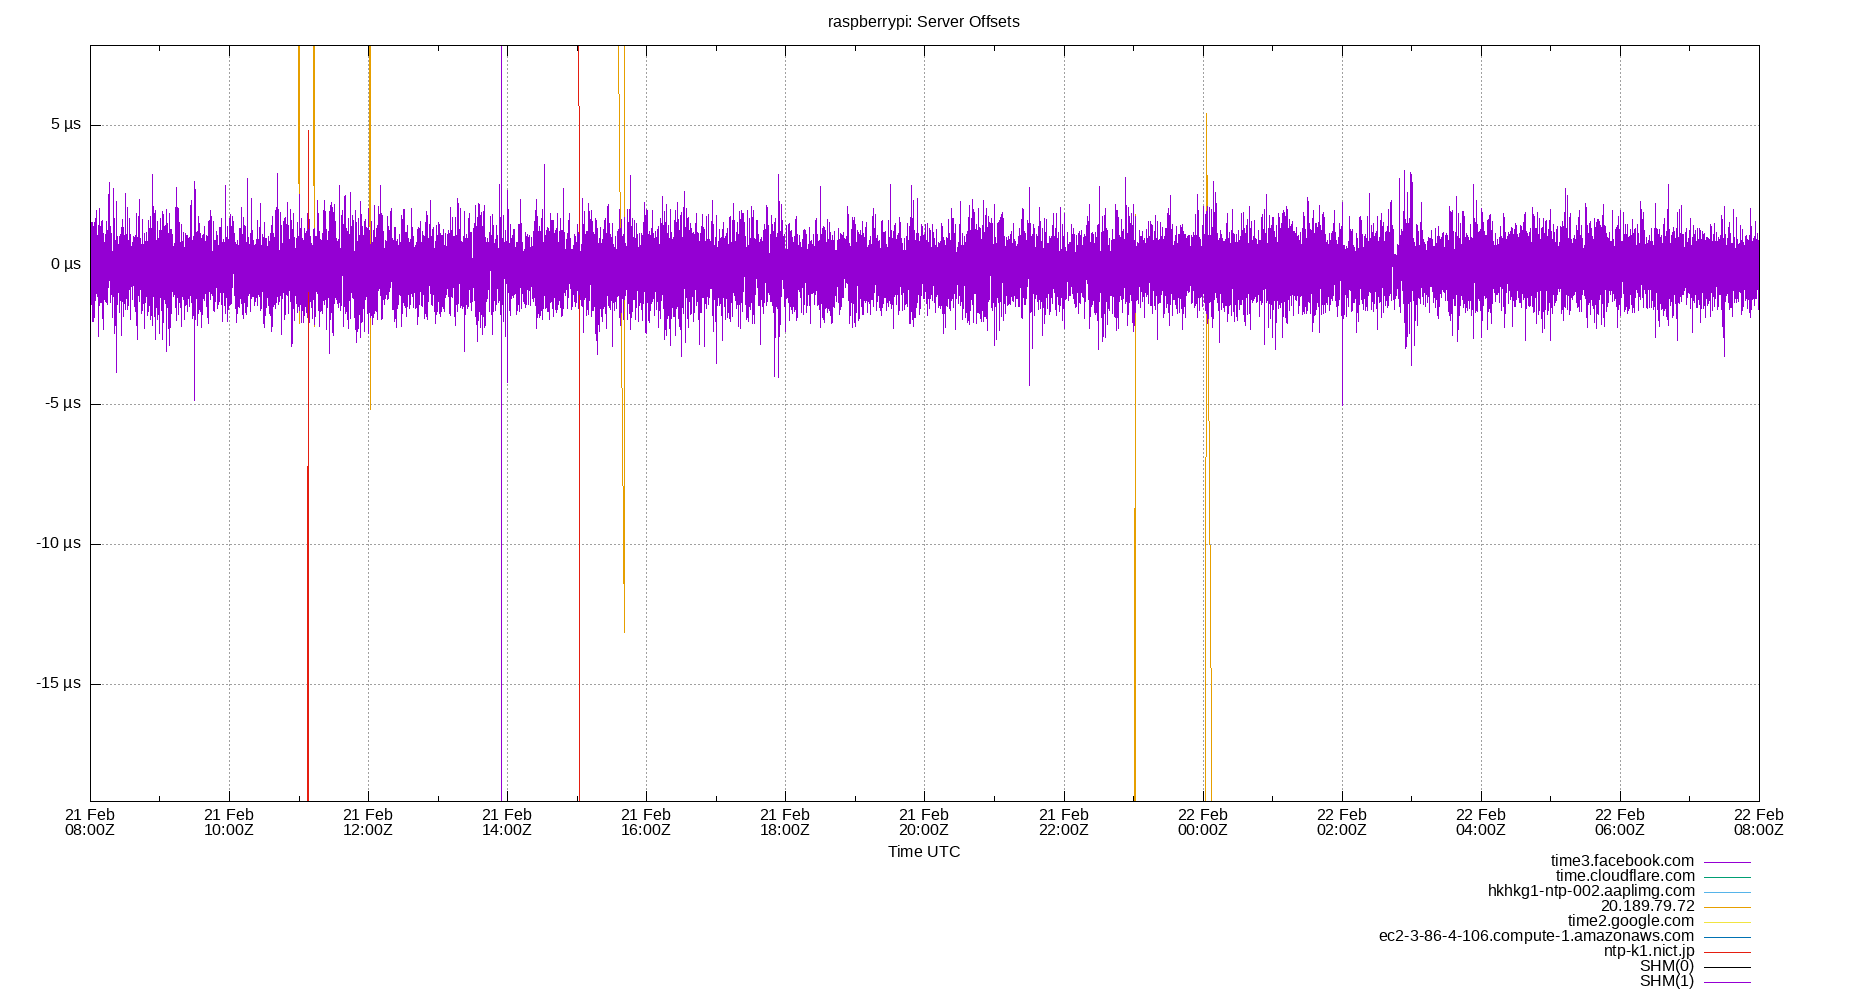 raspberrypi: Server Offsets
5 µs
0 µs
-5 µs
-10 µs
-15 µs
21 Feb 21 Feb 21 Feb 21 Feb 21 Feb 21 Feb 21 Feb 21 Feb 22 Feb 22 Feb 22 Feb 22 Feb 22 Feb
08:00Z 10:00Z 12:00Z 14:00Z 16:00Z 18:00Z 20:00Z 22:00Z 00:00Z 02:00Z 04:00Z 06:00Z 08:00Z
Time UTC
time3.facebook.com
time.cloudflare.com
hkhkg1-ntp-002.aaplimg.com
20.189.79.72
time2.google.com
ec2-3-86-4-106.compute-1.amazonaws.com
ntp-k1.nict.jp
SHM(0)
SHM(1)